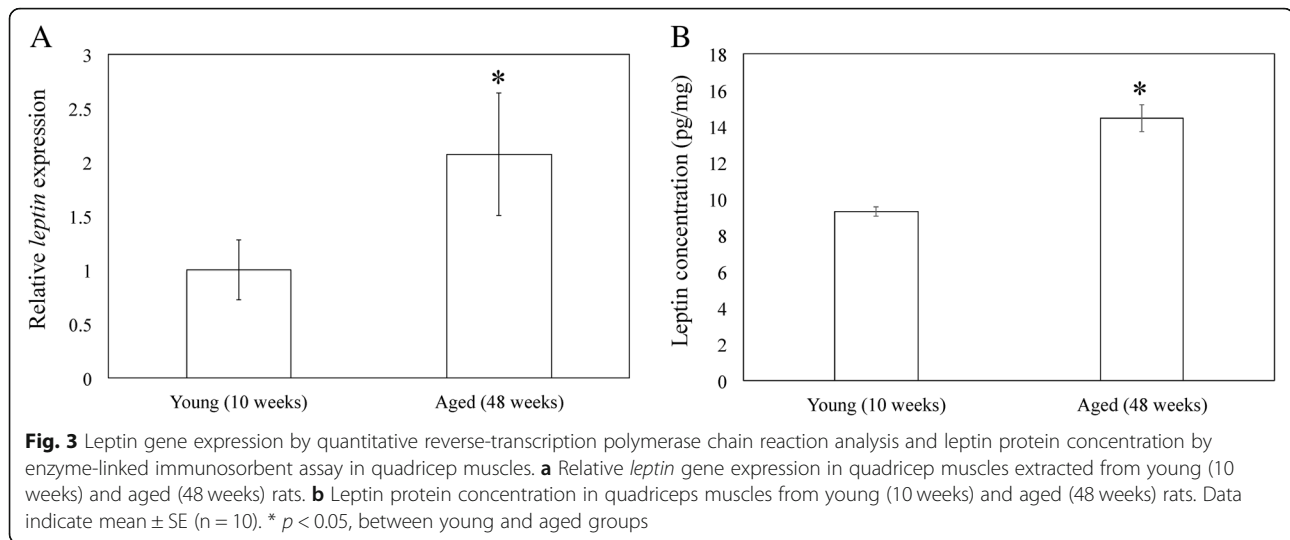 A
Relative leptin expression
3
2.5
2
1.5
1
0.5
0
*
Young (10 weeks)
Aged (48 weeks)
B
Leptin concentration (pg/mg)
18
16
14
12
10
8
6
4
2
0
*
Young (10 weeks)
Aged (48 weeks)
Fig. 3 Leptin gene expression by quantitative reverse-transcription polymerase chain reaction analysis and leptin protein concentration by
enzyme-linked immunosorbent assay in quadricep muscles. a Relative leptin gene expression in quadricep muscles extracted from young (10
weeks) and aged (48 weeks) rats. b Leptin protein concentration in quadriceps muscles from young (10 weeks) and aged (48 weeks) rats. Data
indicate mean ± SE (n = 10). * p < 0.05, between young and aged groups